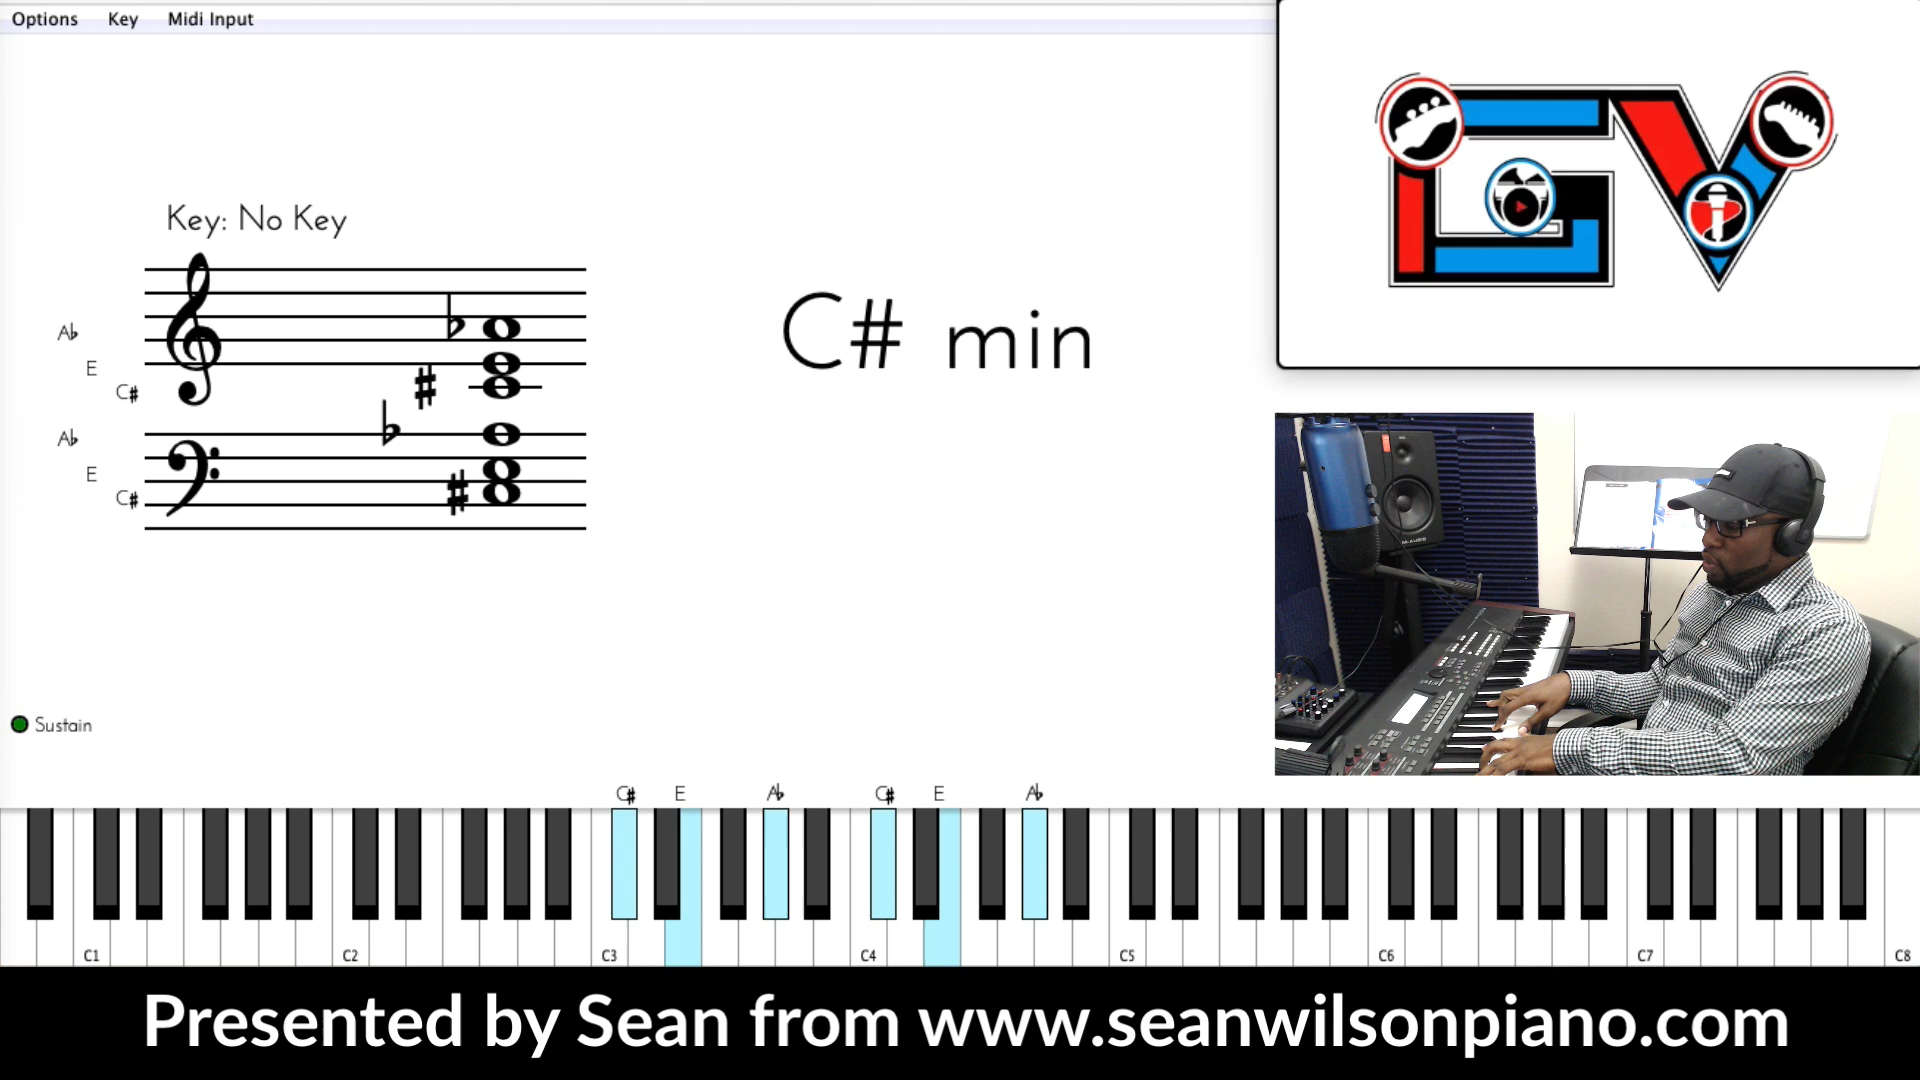 Options Key Midi Input
Key: No Key
C# min
A♭
E
C#
A♭
E
C#
Sustain
C# E A♭ C# E A♭
C1 C2 C3 C4 C5 C6 C7 C8
Presented by Sean from www.seanwilsonpiano.com
M-AUDIO